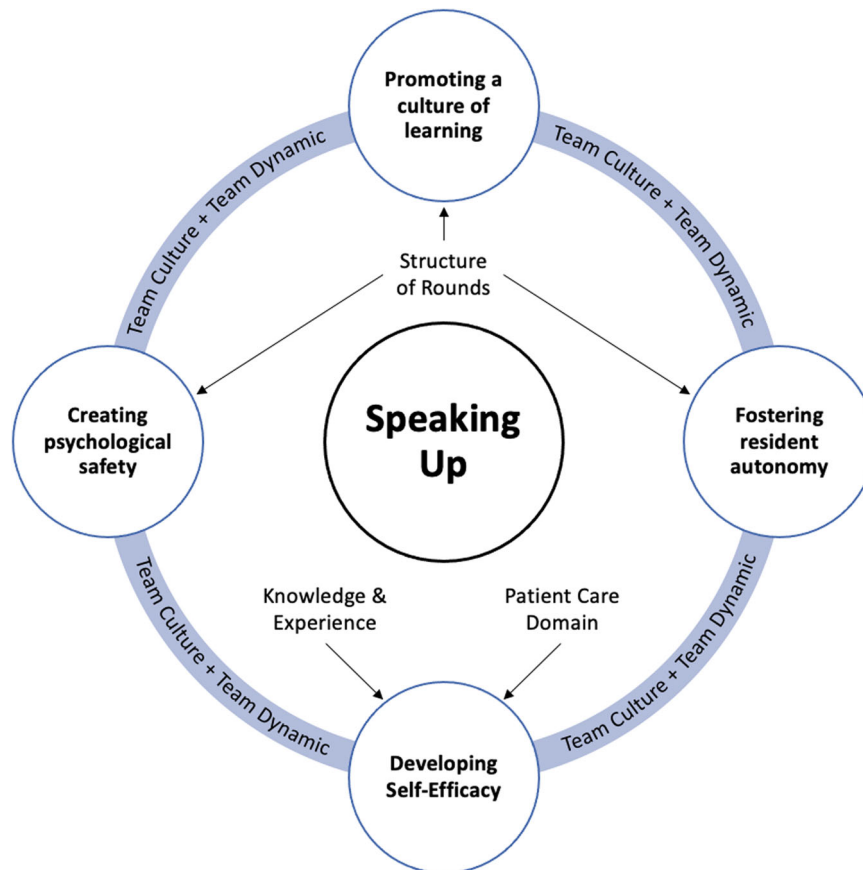 Promoting a
culture of
learning
Team Culture + Team Dynamic
Team Culture + Team Dynamic
Structure
of Rounds
Creating
psychological
safety
Speaking
Up
Fostering
resident
autonomy
Knowledge &
Experience
Patient Care
Domain
Team Culture + Team Dynamic
Team Culture + Team Dynamic
Developing
Self-Efficacy